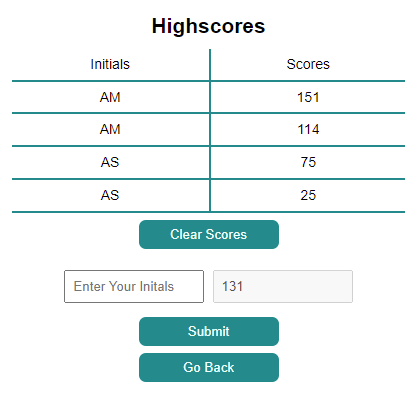 Highscores
Initials Scores
AM 151
AM 114
AS 75
AS 25
Clear Scores
Enter Your Initals 131
Submit
Go Back